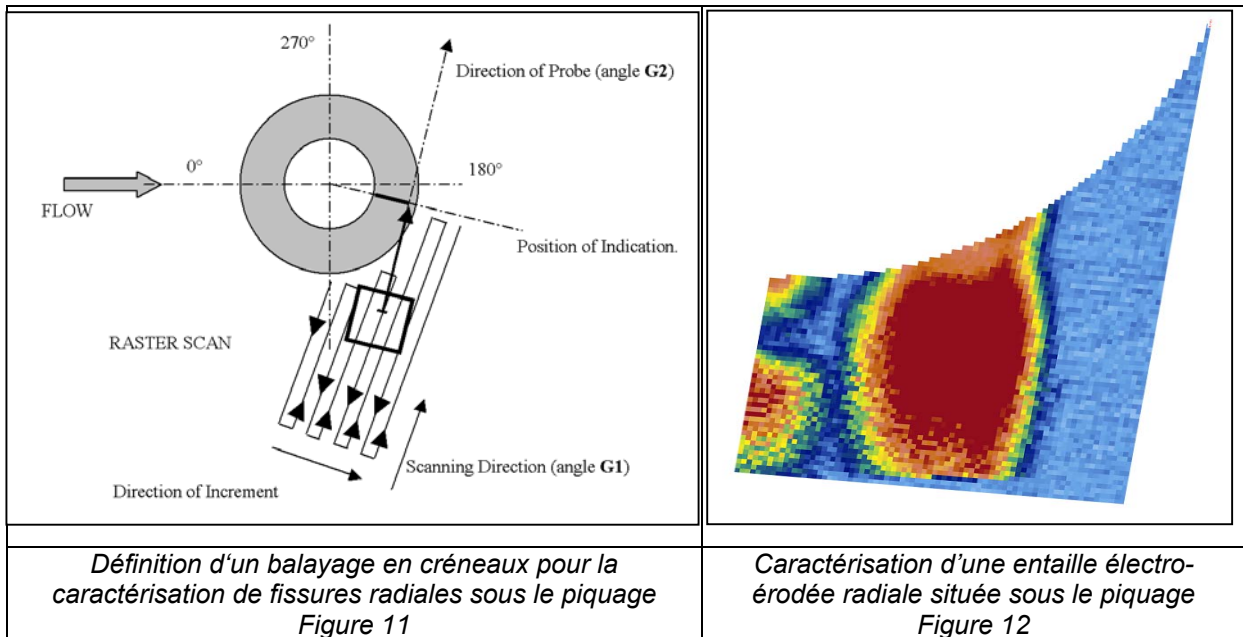 270°
Direction of Probe (angle G2)
0°
180°
FLOW
Position of Indication.
RASTER SCAN
Scanning Direction (angle G1)
Direction of Increment
Définition d‘un balayage en créneaux pour la
caractérisation de fissures radiales sous le piquage
Figure 11
Caractérisation d’une entaille électro-
érodée radiale située sous le piquage
Figure 12